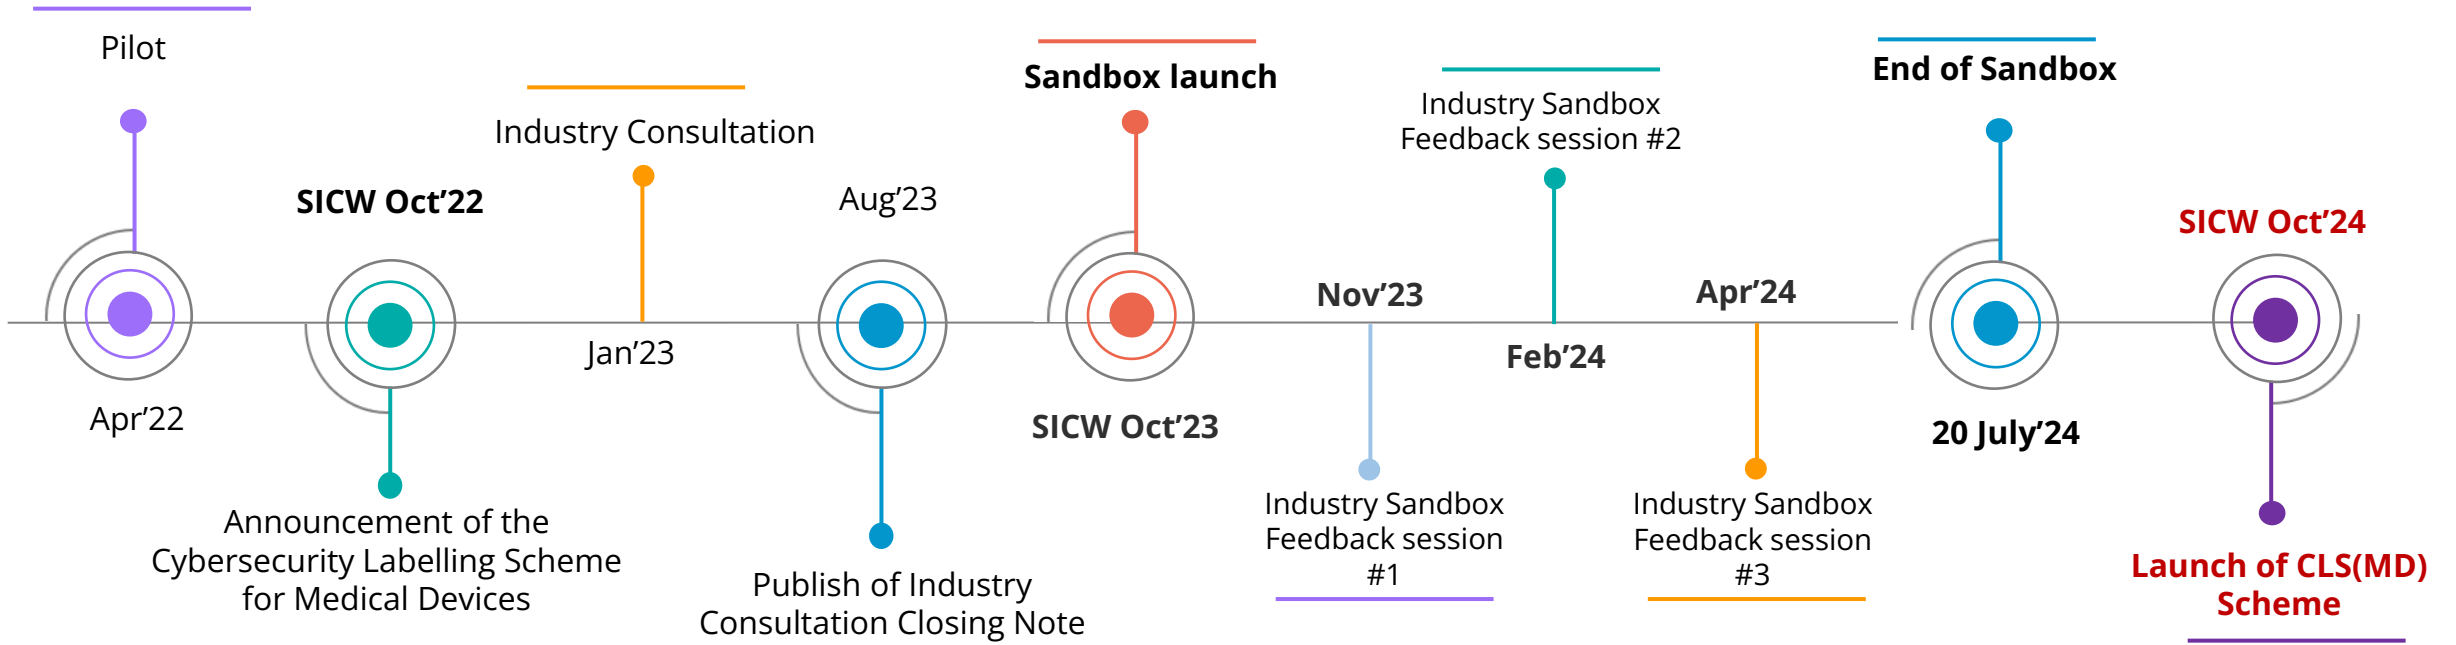 Pilot
Apr’22
SICW Oct’22
Announcement of the
Cybersecurity Labelling Scheme
for Medical Devices
Industry Consultation
Jan’23
Aug’23
Publish of Industry
Consultation Closing Note
Sandbox launch
SICW Oct’23
Nov’23
Industry Sandbox
Feedback session
#1
Industry Sandbox
Feedback session #2
Feb’24
Apr’24
Industry Sandbox
Feedback session
#3
End of Sandbox
20 July’24
SICW Oct’24
Launch of CLS(MD)
Scheme